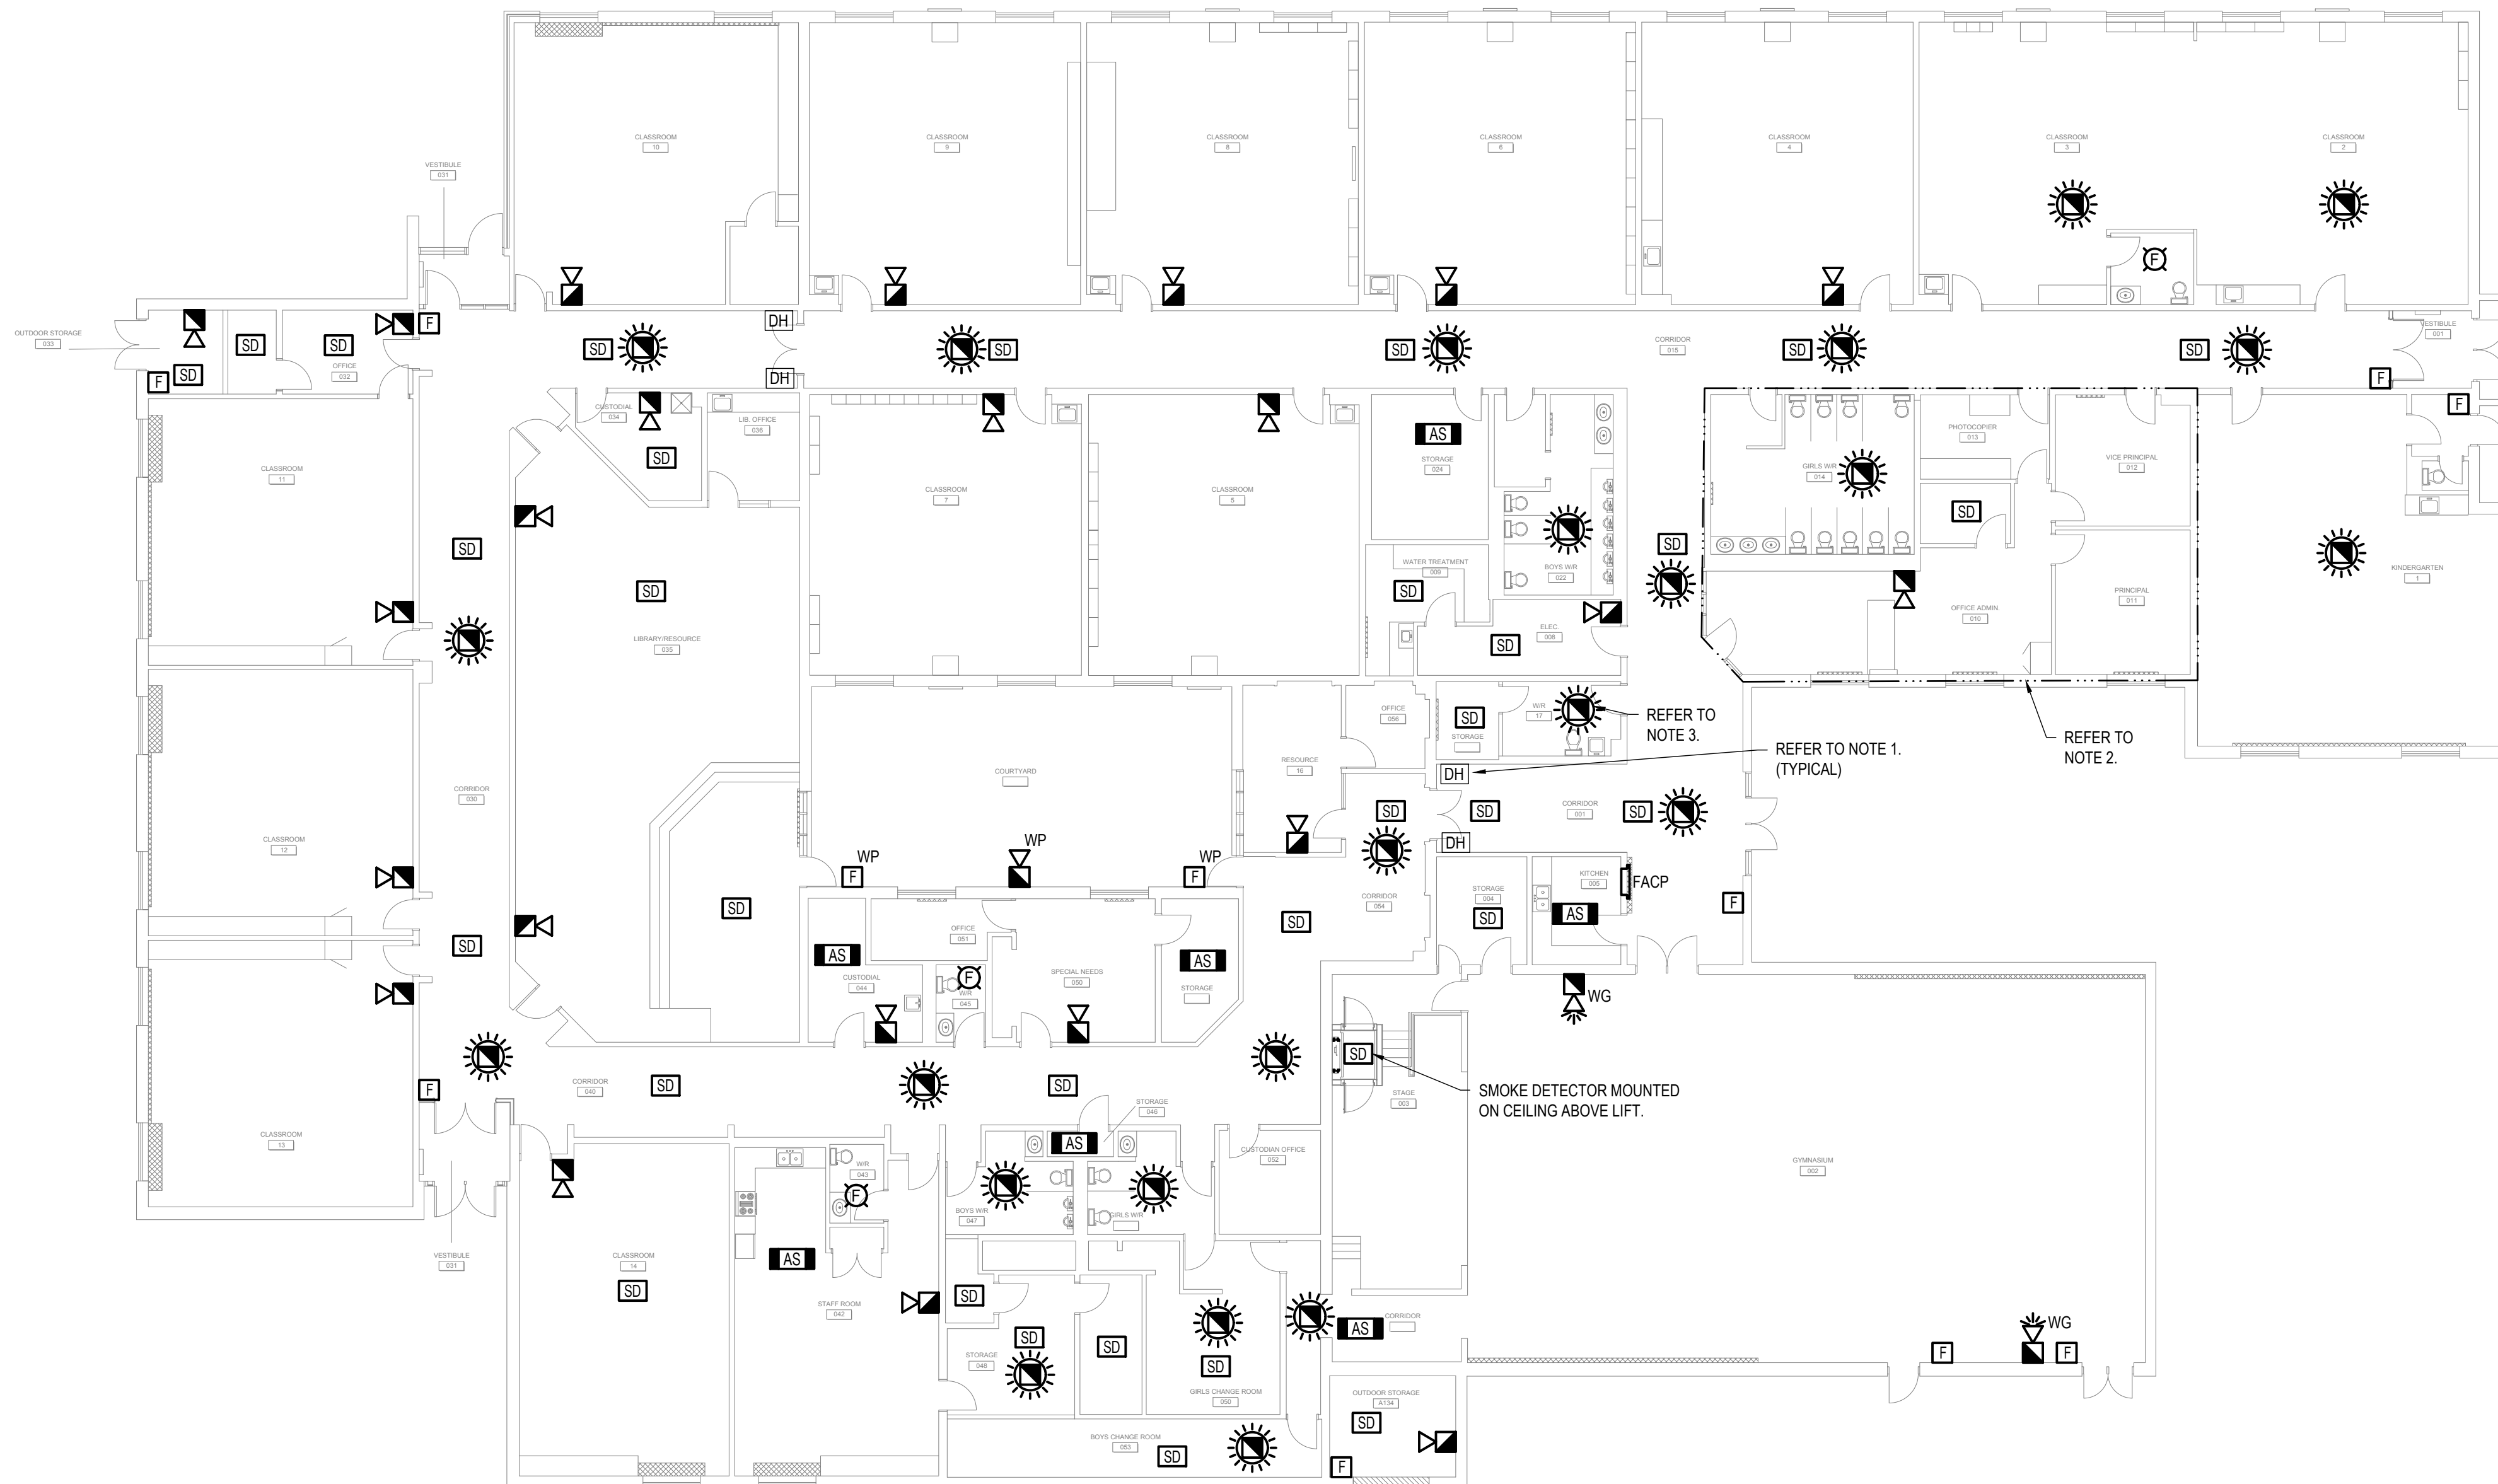 CLASSROOM
10
CLASSROOM
9
CLASSROOM
8
CLASSROOM
6
CLASSROOM
4
CLASSROOM
3
CLASSROOM
2
VESTIBULE
031
F
OUTDOOR STORAGE
033
F
SD
SD
SD
OFFICE
032
F
SD
DH
DH
SD
SD
CORRIDOR
015
SD
SD
VESTIBULE
001
F
F
CUSTODIAL
034
SD
LIB. OFFICE
036
CLASSROOM
11
CLASSROOM
7
CLASSROOM
5
AS
STORAGE
024
GIRLS W/R
014
PHOTOCOPIER
013
VICE PRINCIPAL
012
SD
SD
SD
SD
WATER TREATMENT
009
SD
BOYS W/R
022
KINDERGARTEN
1
PRINCIPAL
011
OFFICE ADMIN.
010
LIBRARY/RESOURCE
035
ELEC.
008
SD
OFFICE
056
SD
STORAGE
W/R
17
REFER TO
NOTE 3.
REFER TO NOTE 1.
(TYPICAL)
REFER TO
NOTE 2.
COURTYARD
RESOURCE
16
DH
CORRIDOR
030
SD
SD
CORRIDOR
001
SD
DH
CLASSROOM
12
WP
F
WP
WP
F
KITCHEN
005
FACP
STORAGE
004
SD
AS
F
CORRIDOR
054
SD
SD
SD
OFFICE
051
AS
CUSTODIAL
044
F
W/R
045
SPECIAL NEEDS
050
AS
STORAGE
WG
SD
SMOKE DETECTOR MOUNTED
ON CEILING ABOVE LIFT.
STAGE
003
F
CORRIDOR
040
SD
SD
STORAGE
046
AS
CLASSROOM
13
CUSTODIAN OFFICE
052
GYMNASIUM
002
W/R
043
F
BOYS W/R
047
GIRLS W/R
VESTIBULE
031
CLASSROOM
14
SD
AS
STAFF ROOM
042
SD
SD
STORAGE
048
SD
SD
GIRLS CHANGE ROOM
050
AS
CORRIDOR
F
WG
F
OUTDOOR STORAGE
A134
SD
F
BOYS CHANGE ROOM
053
SD